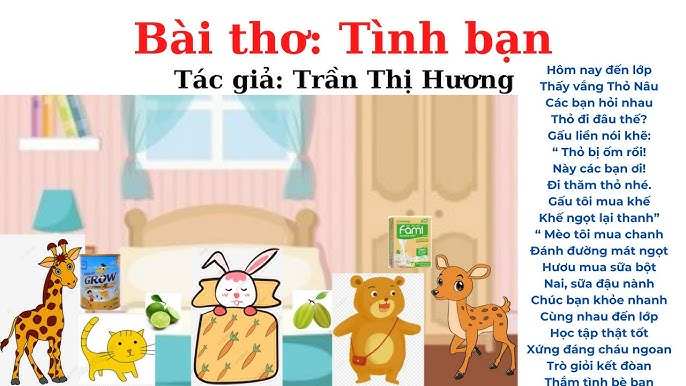 Bài thơ: Tình bạn
Tác giả: Trần Thị Hương
Hôm nay đến lớp
Thấy vắng Thỏ Nâu
Các bạn hỏi nhau
Thỏ đi đâu thế?
Gấu liền nói khẽ:
“ Thỏ bị ốm rồi!
Này các bạn ơi!
Đi thăm thỏ nhé.
Gấu tôi mua khế
Khế ngọt lại thanh”
“ Mèo tôi mua chanh
Đánh đường mát ngọt
Hươu mua sữa bột
Nai, sữa đậu nành
Chúc bạn khỏe nhanh
Cùng nhau đến lớp
Học tập thật tốt
Xứng đáng cháu ngoan
Trò giỏi kết đoàn
Thắm tình bè bạn
GROW
Fami